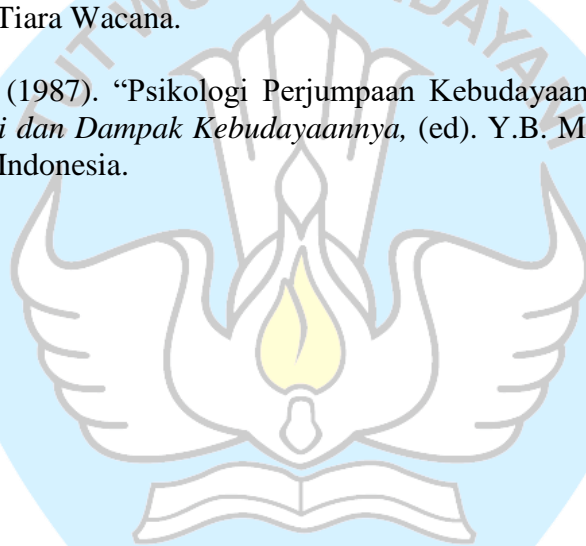 Tiara Wacana.
(1987). “Psikologi Perjumpaan Kebudayaan
i dan Dampak Kebudayaannya, (ed). Y.B. M
Indonesia.